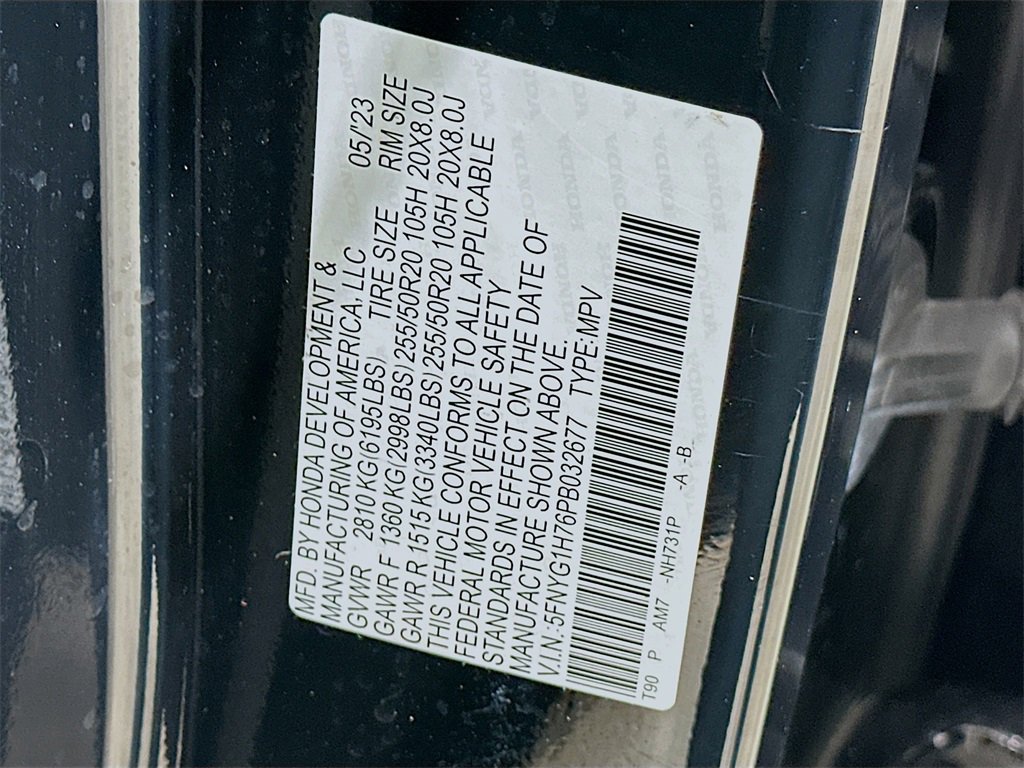 MFD. BY HONDA DEVELOPMENT &
MANUFACTURING OF AMERICA, LLC 05/'23
GVWR 2810 KG(6195LBS) TIRE SIZE RIM SIZE
GAWR F 1360 KG(2998LBS) 255/50R20 105H 20X8.0J
GAWR R 1515 KG(3340LBS) 255/50R20 105H 20X8.0J
THIS VEHICLE CONFORMS TO ALL APPLICABLE
FEDERAL MOTOR VEHICLE SAFETY
STANDARDS IN EFFECT ON THE DATE OF
MANUFACTURE SHOWN ABOVE.
V.I.N.:5FNYG1H76PB032677 TYPE:MPV
T90 P AM7 -NH731P -A -B